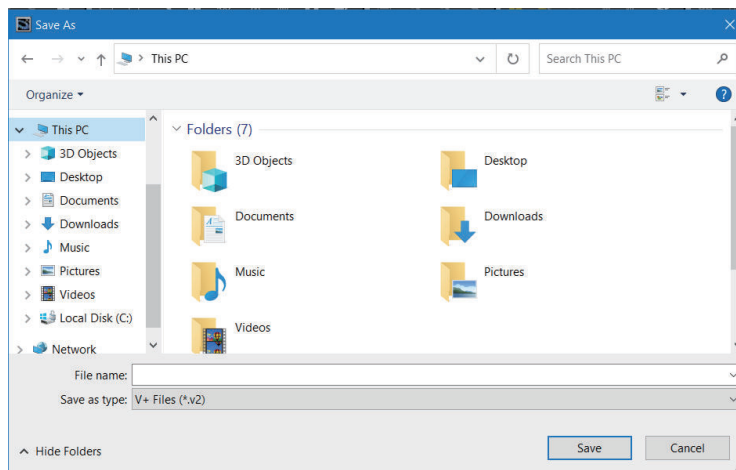 Save As
This PC
Search This PC
Organize
This PC
3D Objects
Desktop
Documents
Downloads
Music
Pictures
Videos
Local Disk (C:)
Network
Folders (7)
3D Objects
Desktop
Documents
Downloads
Music
Pictures
Videos
File name:
Save as type: V+ Files (*.v2)
Hide Folders
Save
Cancel